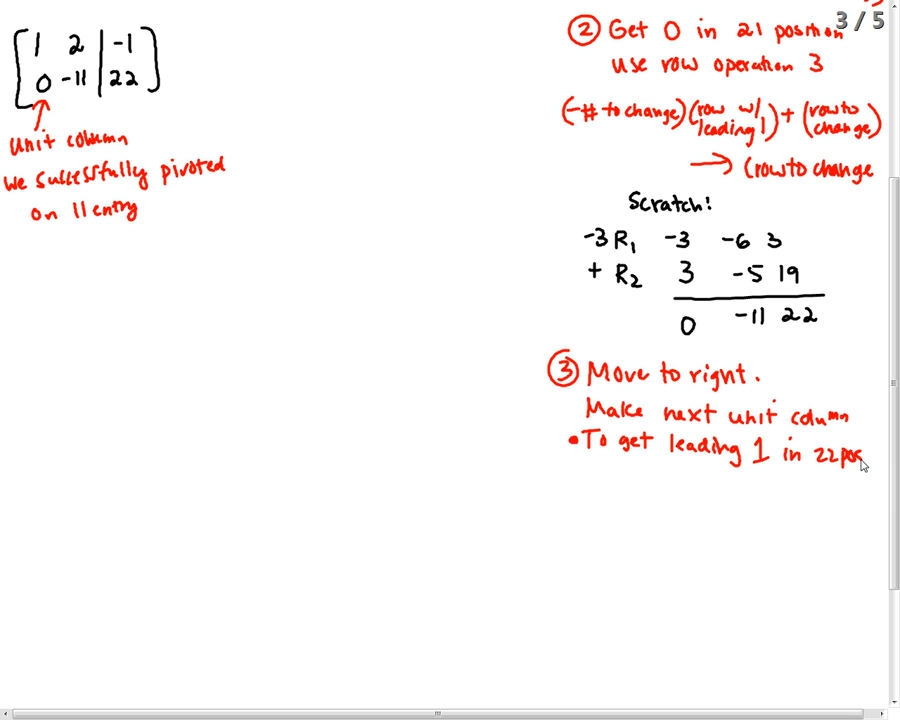 3 / 5
[ 1 2 | -1 ]
[ 0 -11 | 22 ]
Unit column
We successfully pivoted
on 11 entry
② Get 0 in 21 position
use row operation 3
(-# to change)(row w/ leading 1) + (row to change)
→ (row to change
Scratch!
-3 R₁ -3 -6 3
+ R₂ 3 -5 19
0 -11 22
③ Move to right.
Make next unit column
• To get leading 1 in 22 pos